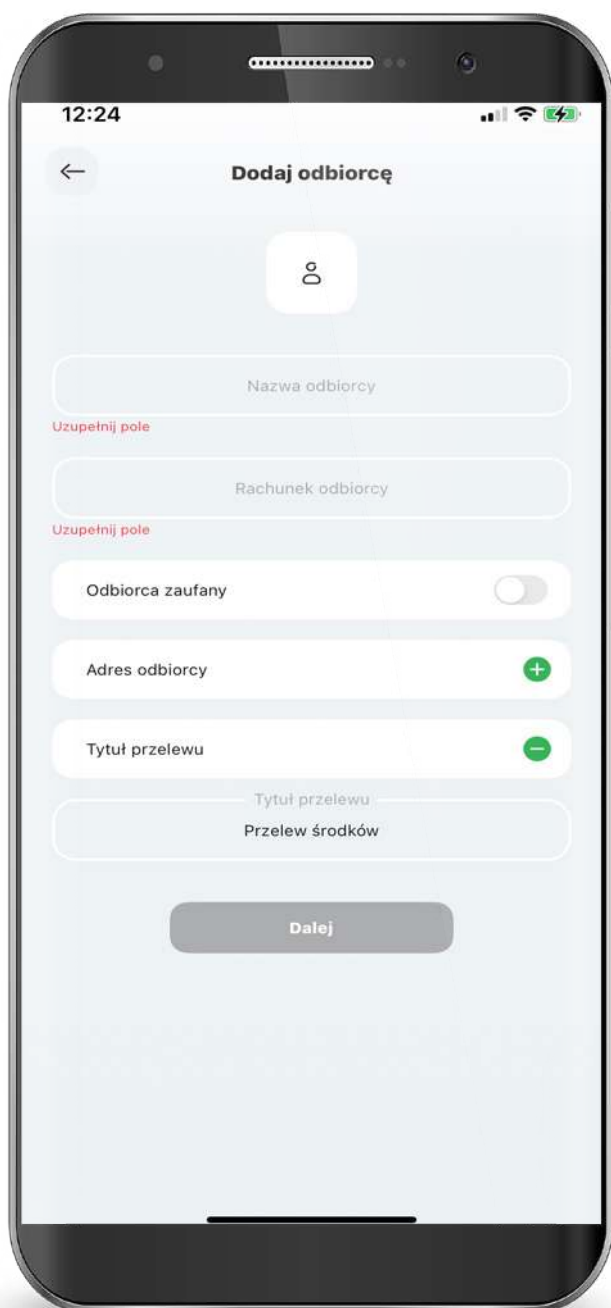 12:24
Dodaj odbiorcę
Nazwa odbiorcy
Uzupełnij pole
Rachunek odbiorcy
Uzupełnij pole
Odbiorca zaufany
Adres odbiorcy
Tytuł przelewu
Tytuł przelewu
Przelew środków
Dalej